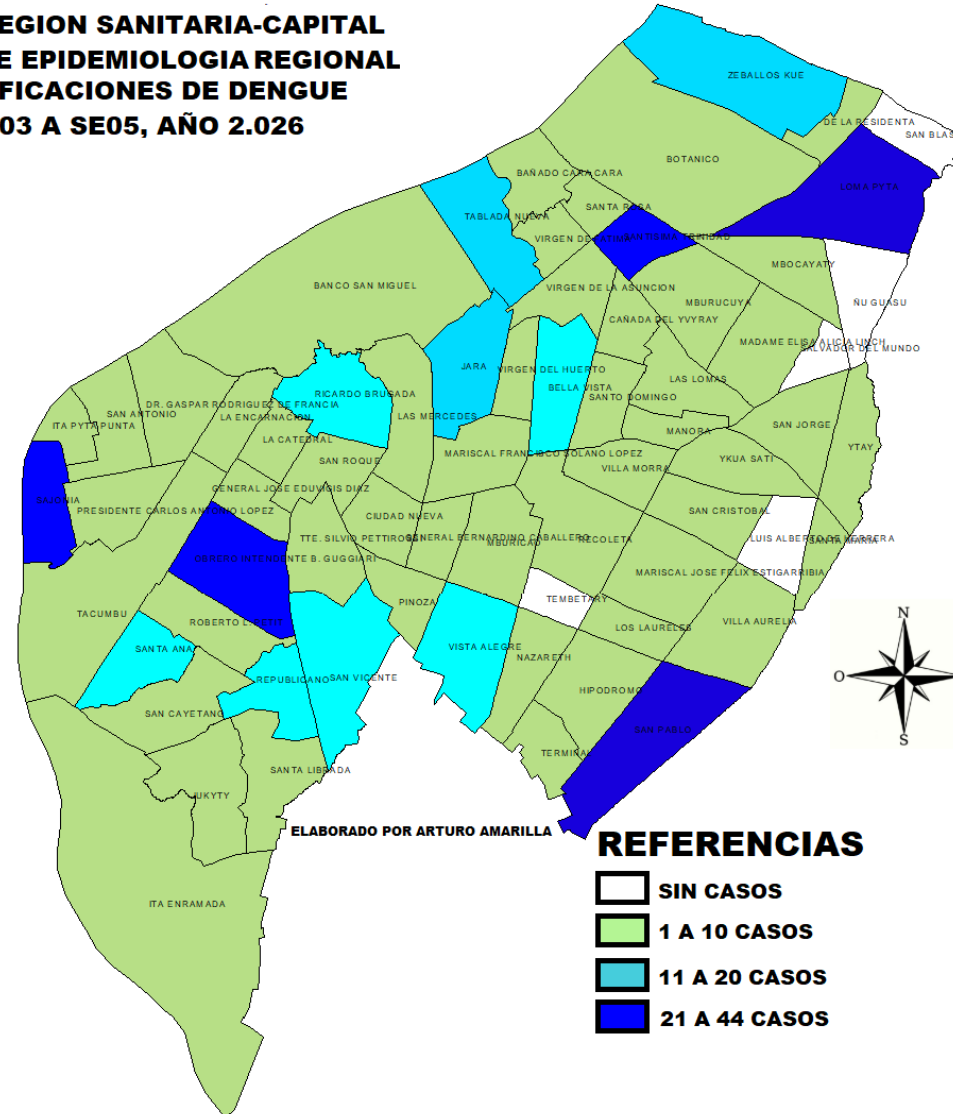 EGION SANITARIA-CAPITAL
E EPIDEMIOLOGIA REGIONAL
FICACIONES DE DENGUE
03 A SE05, AÑO 2.026
ZEBALLOS KUE
DE LA RESIDENTA
SAN BLAS
BOTANICO
BAÑADO CARA CARA
LOMA PYTA
SANTA ROSA
TABLADA NUEVA
VIRGEN DE FATIMA
SANTISIMA TRINIDAD
MBOCAYATY
BANCO SAN MIGUEL
VIRGEN DE LA ASUNCION
ÑU GUASU
MBURUCUYA
CAÑADA DEL YVYRAY
MADAME ELISA ALICIA LINCH
SALVADOR DEL MUNDO
JARA
VIRGEN DEL HUERTO
LAS LOMAS
BELLA VISTA
RICARDO BRUGADA
SANTO DOMINGO
DR. GASPAR RODRIGUEZ DE FRANCIA
SAN ANTONIO
LA ENCARNACION
LAS MERCEDES
ITA PYTA PUNTA
SAN JORGE
MANORA
LA CATEDRAL
YTAY
MARISCAL FRANCISCO SOLANO LOPEZ
YKUA SATI
SAN ROQUE
VILLA MORRA
GENERAL JOSE EDUVIGIS DIAZ
SAJONIA
PRESIDENTE CARLOS ANTONIO LOPEZ
SAN CRISTOBAL
CIUDAD NUEVA
TTE. SILVIO PETTIROSSI
GENERAL BERNARDINO CABALLERO
MBURICAO
RECOLETA
LUIS ALBERTO DE HERRERA
SANTA MARIA
OBRERO INTENDENTE B. GUGGIARI
MARISCAL JOSE FELIX ESTIGARRIBIA
TEMBETARY
PINOZA
TACUMBU
ROBERTO L. PETIT
LOS LAURELES
VILLA AURELIA
SANTA ANA
VISTA ALEGRE
NAZARETH
REPUBLICANO
SAN VICENTE
HIPODROMO
SAN CAYETANO
SAN PABLO
TERMINAL
SANTA LIBRADA
JUKYTY
ITA ENRAMADA
N
O
S
ELABORADO POR ARTURO AMARILLA
REFERENCIAS
SIN CASOS
1 A 10 CASOS
11 A 20 CASOS
21 A 44 CASOS